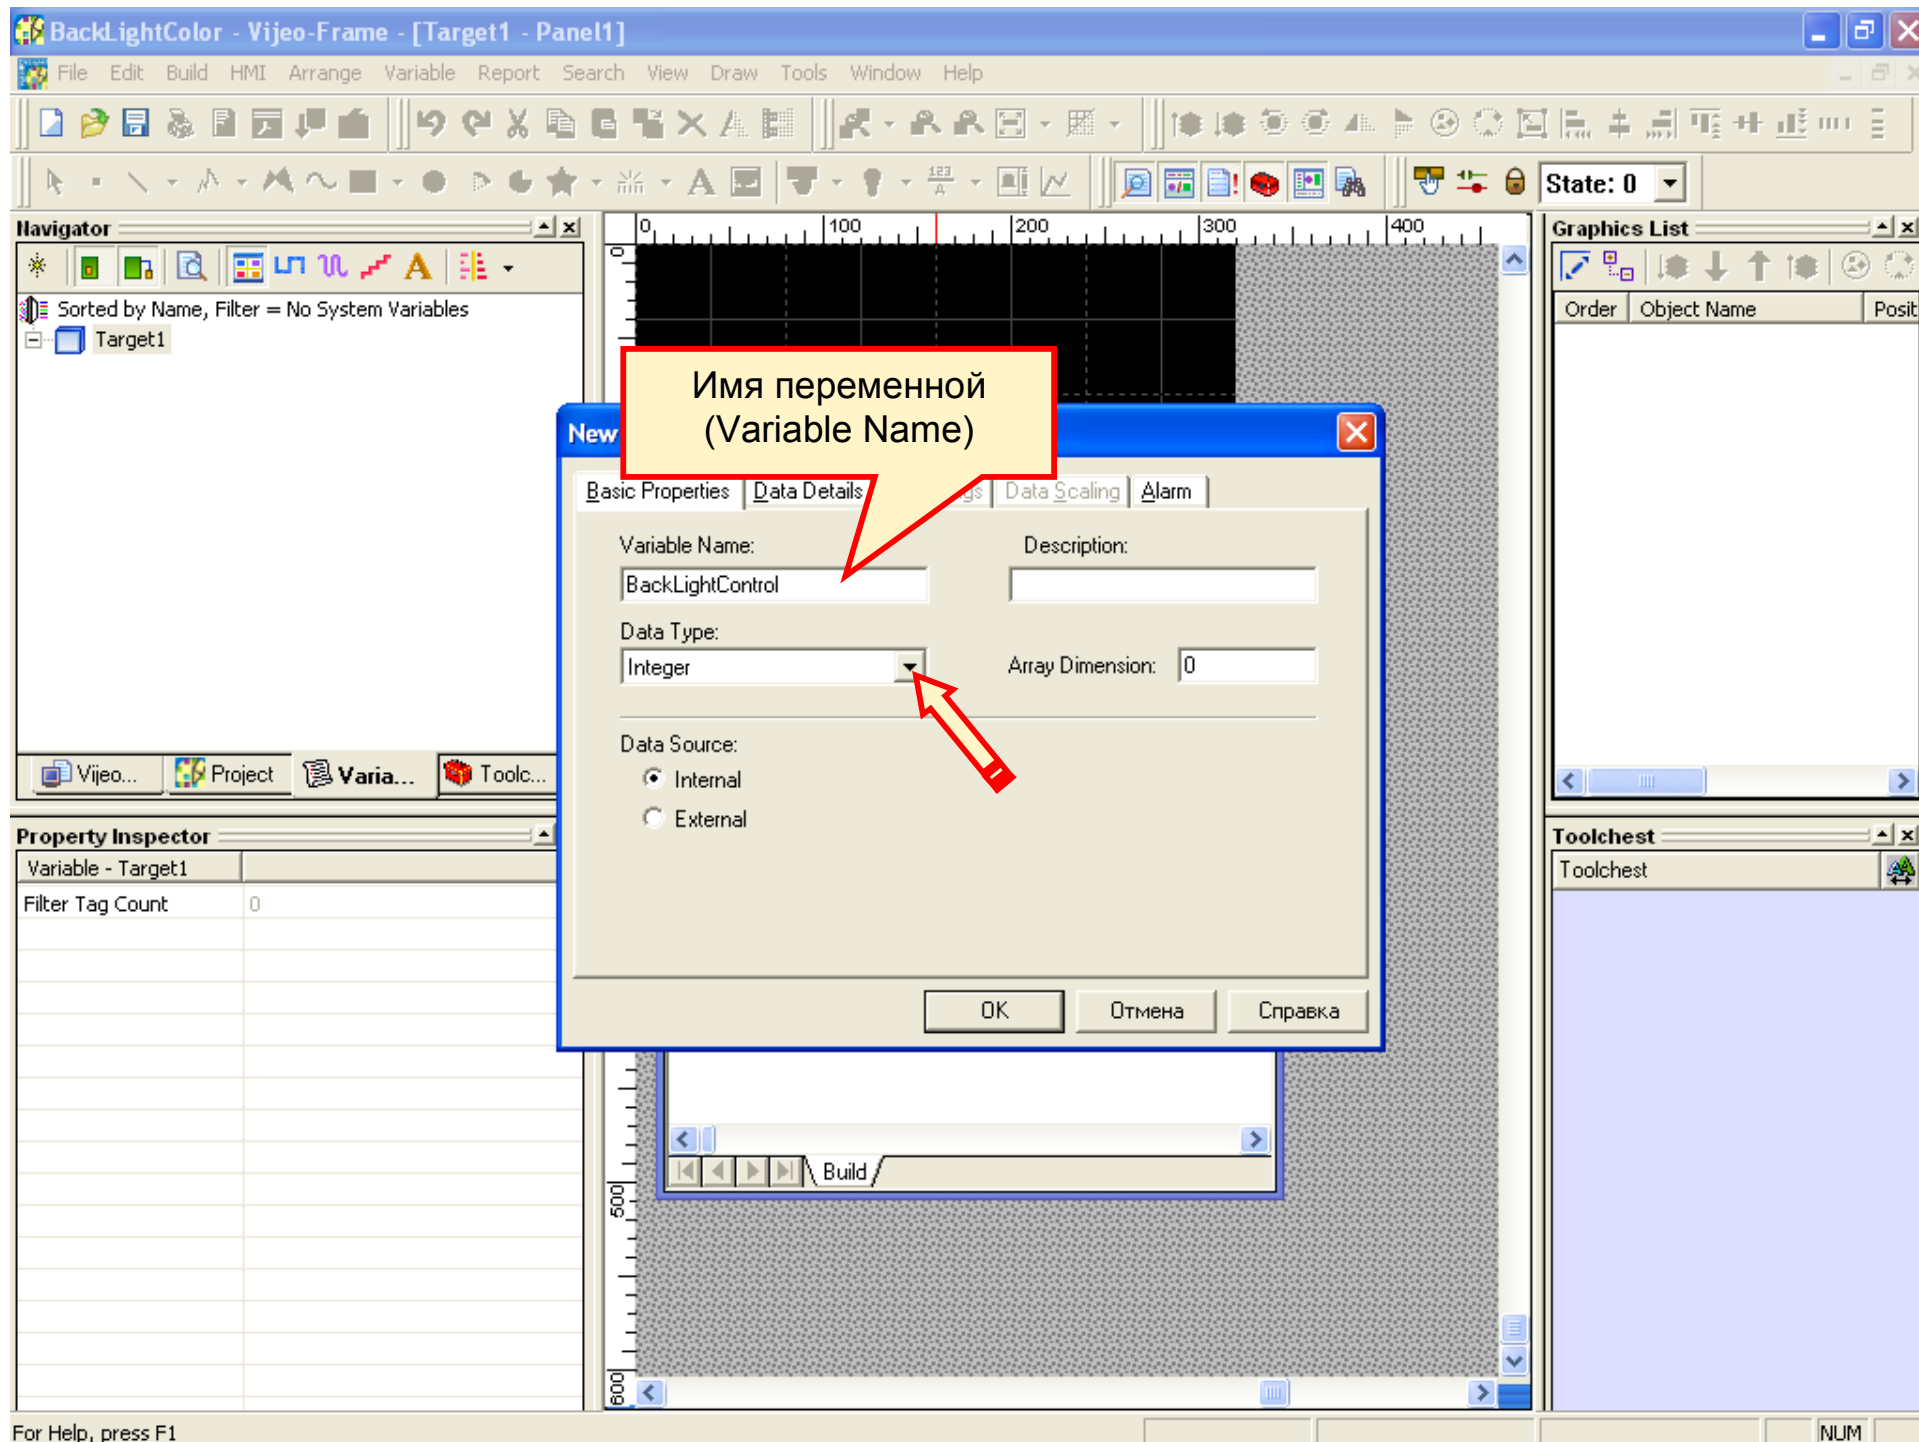 BackLightColor - Vijeo-Frame - [Target1 - Panel1]
File Edit Build HMI Arrange Variable Report Search View Draw Tools Window Help
State: 0
Navigator
Sorted by Name, Filter = No System Variables
Target1
Vijeo... Project Varia... Toolc...
Property Inspector
Variable - Target1
Filter Tag Count 0
0 100 200 300 400
0
500
600
Имя переменной
(Variable Name)
New
Basic Properties Data Details Data Scaling Alarm
Variable Name: Description:
BackLightControl
Data Type:
Integer Array Dimension: 0
Data Source:
Internal
External
OK Отмена Справка
Build
Graphics List
Order Object Name Posit
Toolchest
Toolchest
For Help, press F1 NUM